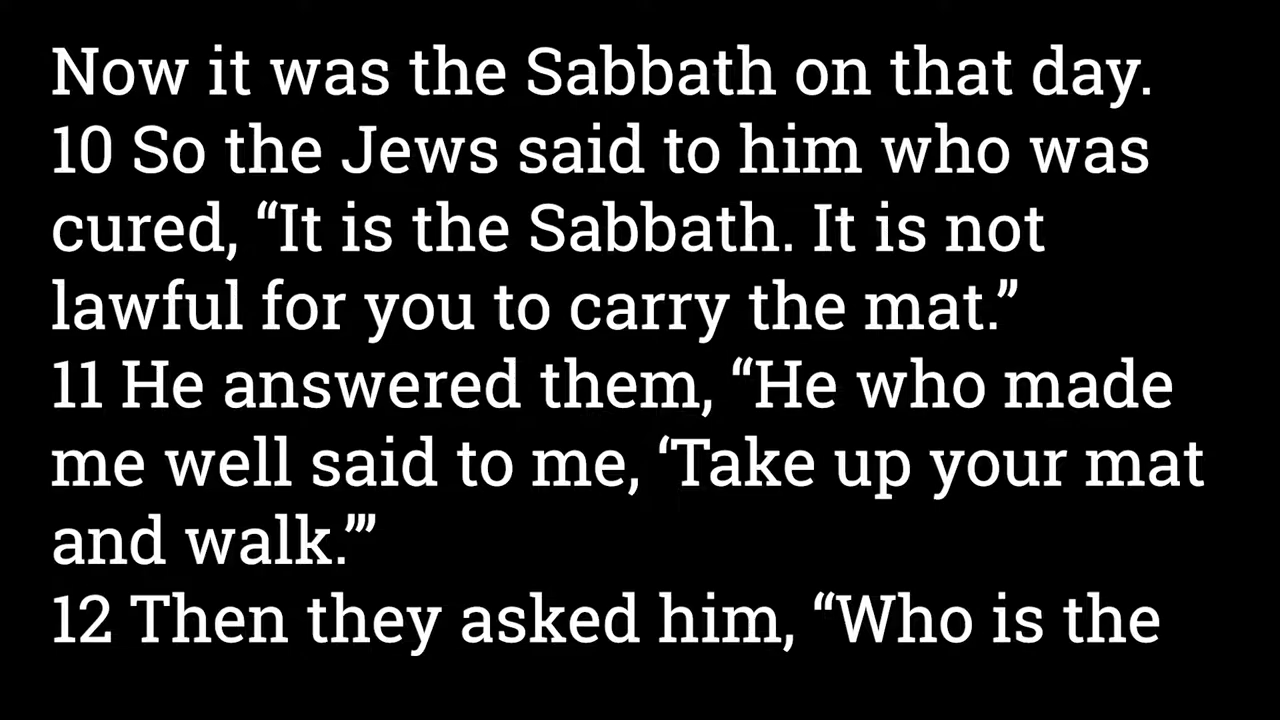 Now it was the Sabbath on that day.
10 So the Jews said to him who was
cured, “It is the Sabbath. It is not
lawful for you to carry the mat.”
11 He answered them, “He who made
me well said to me, ‘Take up your mat
and walk.’”
12 Then they asked him, “Who is the